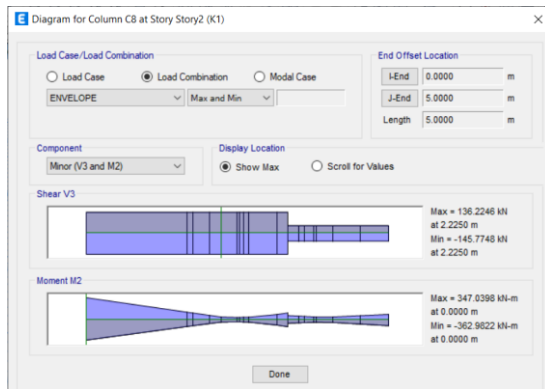 E Diagram for Column C8 at Story Story2 (K1)
Load Case/Load Combination
Load Case
Load Combination
Modal Case
ENVELOPE
Max and Min
End Offset Location
I-End 0.0000 m
J-End 5.0000 m
Length 5.0000 m
Component
Minor (V3 and M2)
Display Location
Show Max
Scroll for Values
Shear V3
Max = 136.2246 kN
at 2.2250 m
Min = -145.7748 kN
at 2.2250 m
Moment M2
Max = 347.0398 kN-m
at 0.0000 m
Min = -362.9822 kN-m
at 0.0000 m
Done